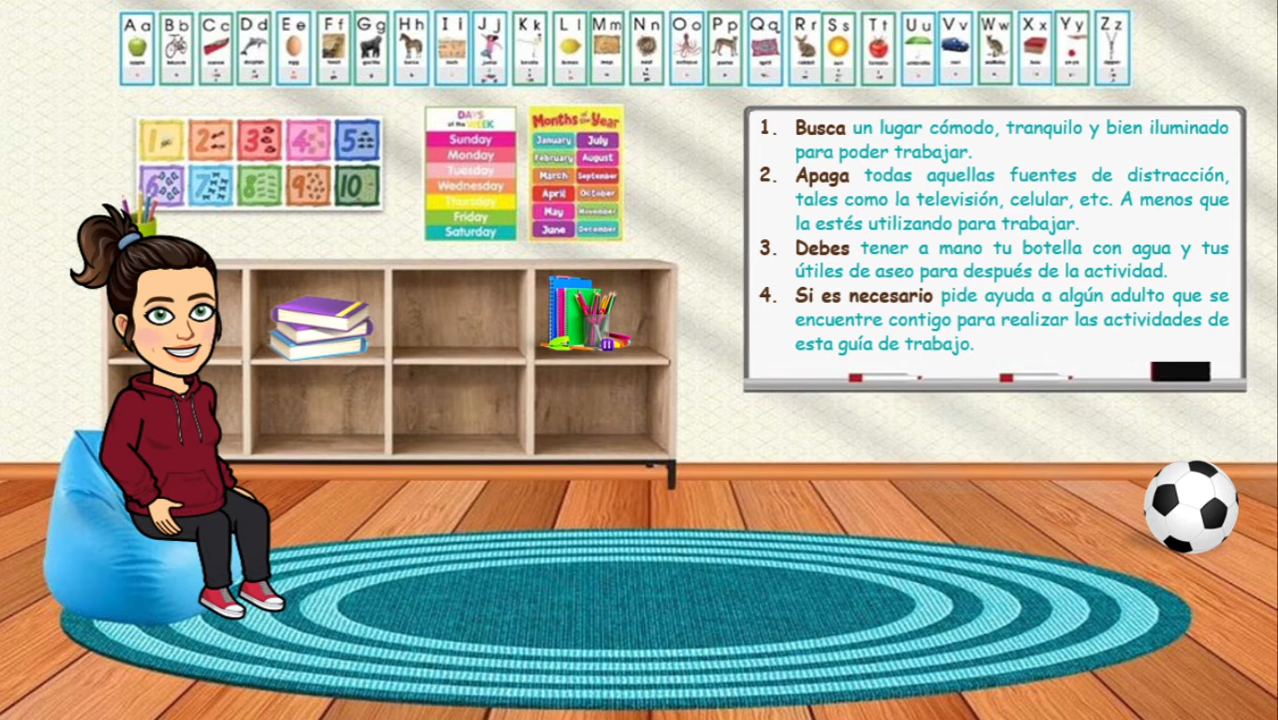 Aa Bb Cc Dd Ee Ff Gg Hh Ii Jj Kk Ll Mm Nn Oo Pp Qq Rr Ss Tt Uu Vv Ww Xx Yy Zz
1 2 3 4 5
6 7 8 9 10
DAYS
of the WEEK
Sunday
Monday
Tuesday
Wednesday
Thursday
Friday
Saturday
Months of the Year
January July
February August
March September
April October
May November
June December
1. Busca un lugar cómodo, tranquilo y bien iluminado
para poder trabajar.
2. Apaga todas aquellas fuentes de distracción,
tales como la televisión, celular, etc. A menos que
la estés utilizando para trabajar.
3. Debes tener a mano tu botella con agua y tus
útiles de aseo para después de la actividad.
4. Si es necesario pide ayuda a algún adulto que se
encuentre contigo para realizar las actividades de
esta guía de trabajo.